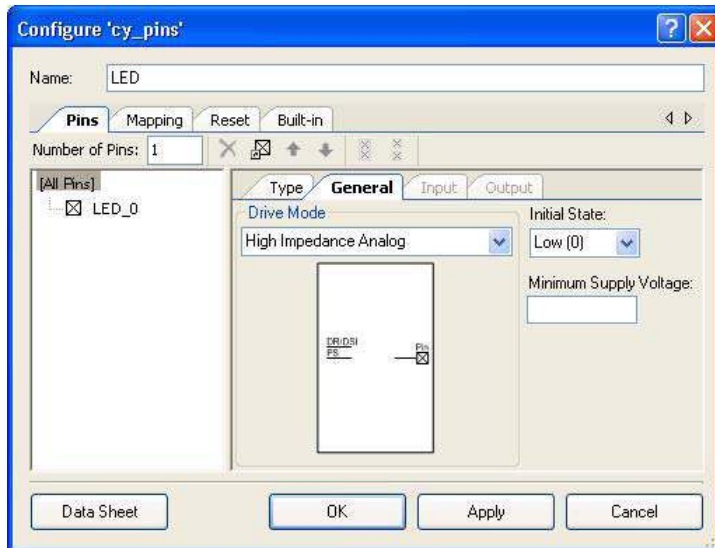 Configure 'cy_pins'
Name: LED
Pins Mapping Reset Built-in
Number of Pins: 1
[All Pins]
LED_0
Type General Input Output
Drive Mode
High Impedance Analog
Initial State:
Low (0)
Minimum Supply Voltage:
DR/DSI
PS
Pin
Data Sheet OK Apply Cancel